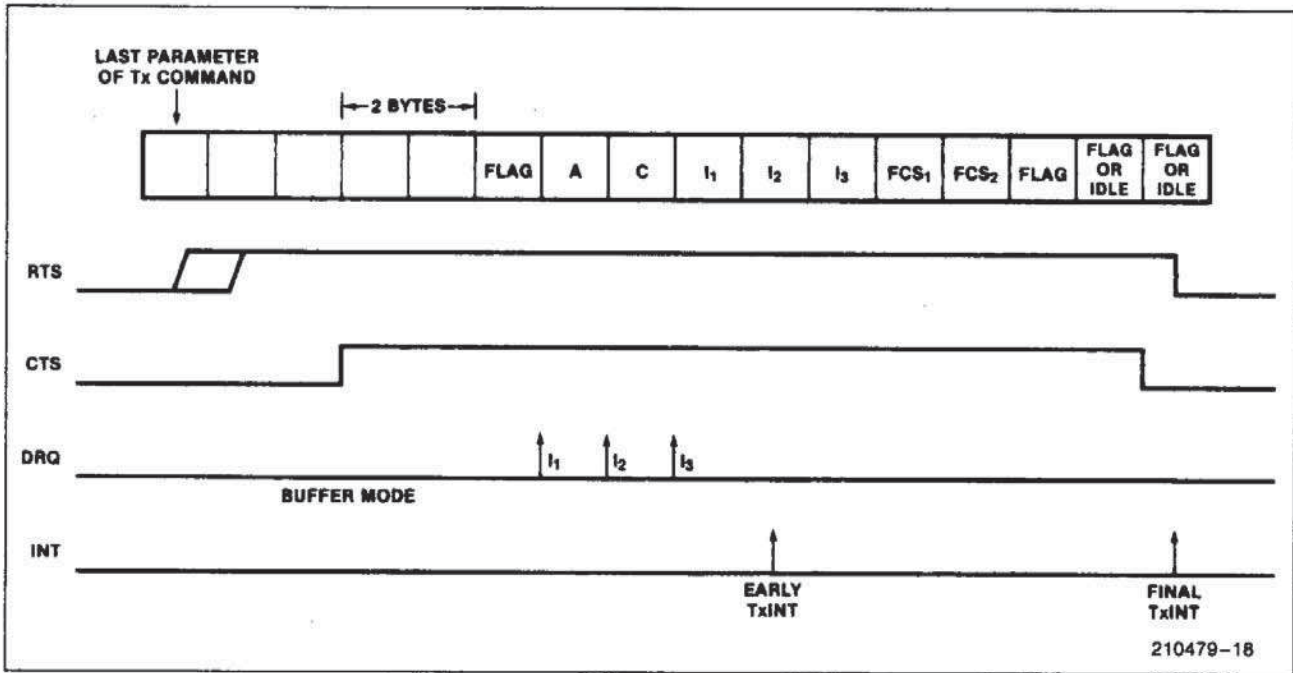 LAST PARAMETER
OF Tx COMMAND
2 BYTES
FLAG A C I₁ I₂ I₃ FCS₁ FCS₂ FLAG FLAG OR IDLE FLAG OR IDLE
RTS
CTS
DRQ I₁ I₂ I₃
BUFFER MODE
INT
EARLY
TxINT
FINAL
TxINT
210479-18